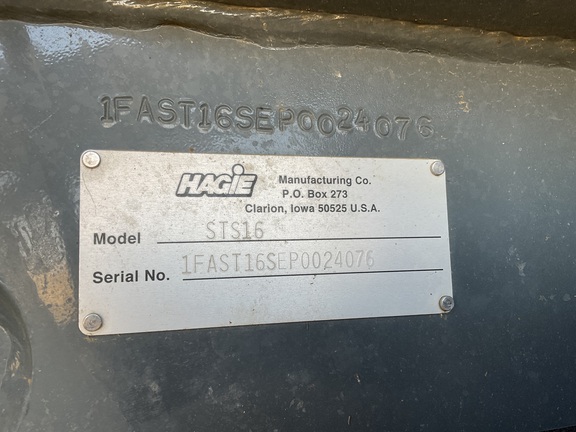 1FAST16SEP0024076
HAGIE Manufacturing Co.
P.O. Box 273
Clarion, Iowa 50525 U.S.A.
Model STS16
Serial No. 1FAST16SEP0024076